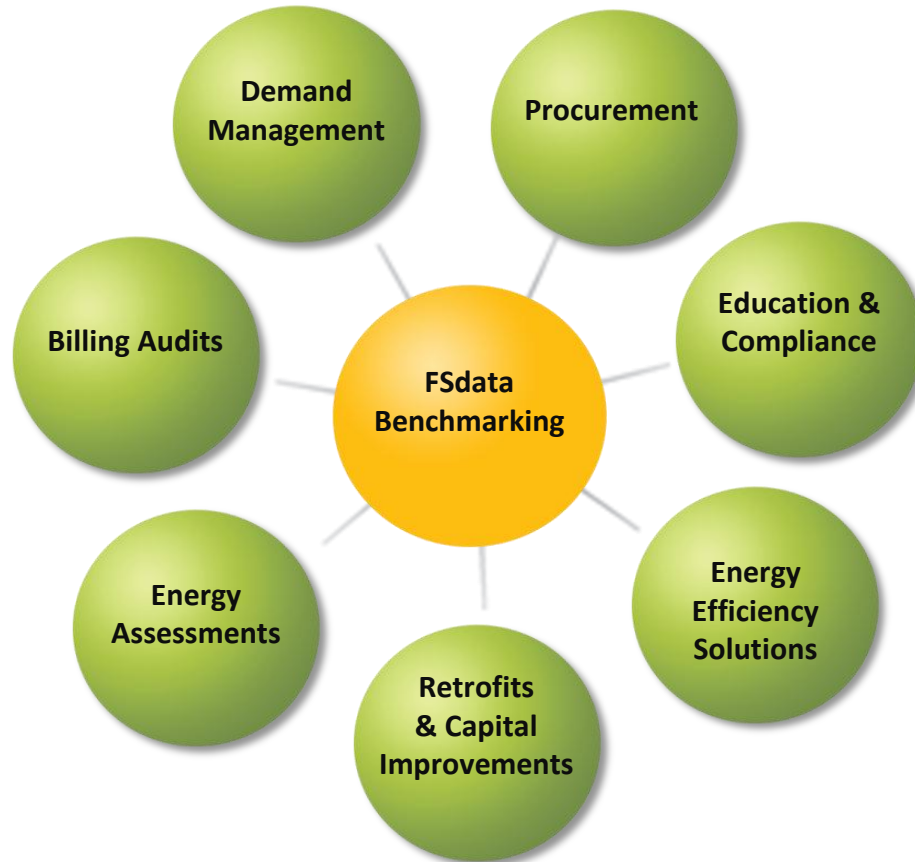 Demand
Management
Procurement
Education &
Compliance
Billing Audits
FSdata
Benchmarking
Energy
Efficiency
Solutions
Energy
Assessments
Retrofits
& Capital
Improvements